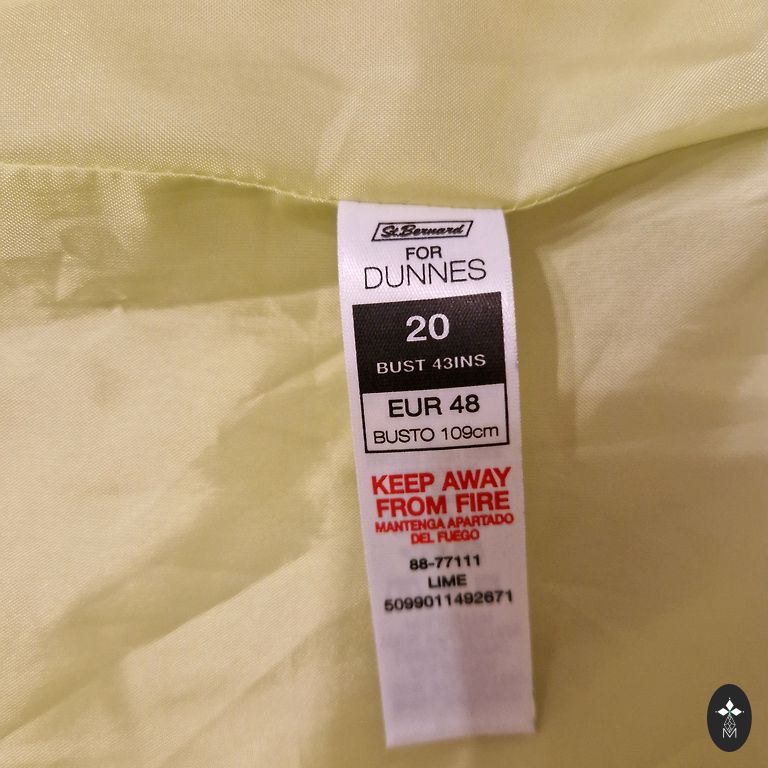 St.Bernard
FOR
DUNNES
20
BUST 43INS
EUR 48
BUSTO 109cm
KEEP AWAY
FROM FIRE
MANTENGA APARTADO
DEL FUEGO
88-77111
LIME
5099011492671
M